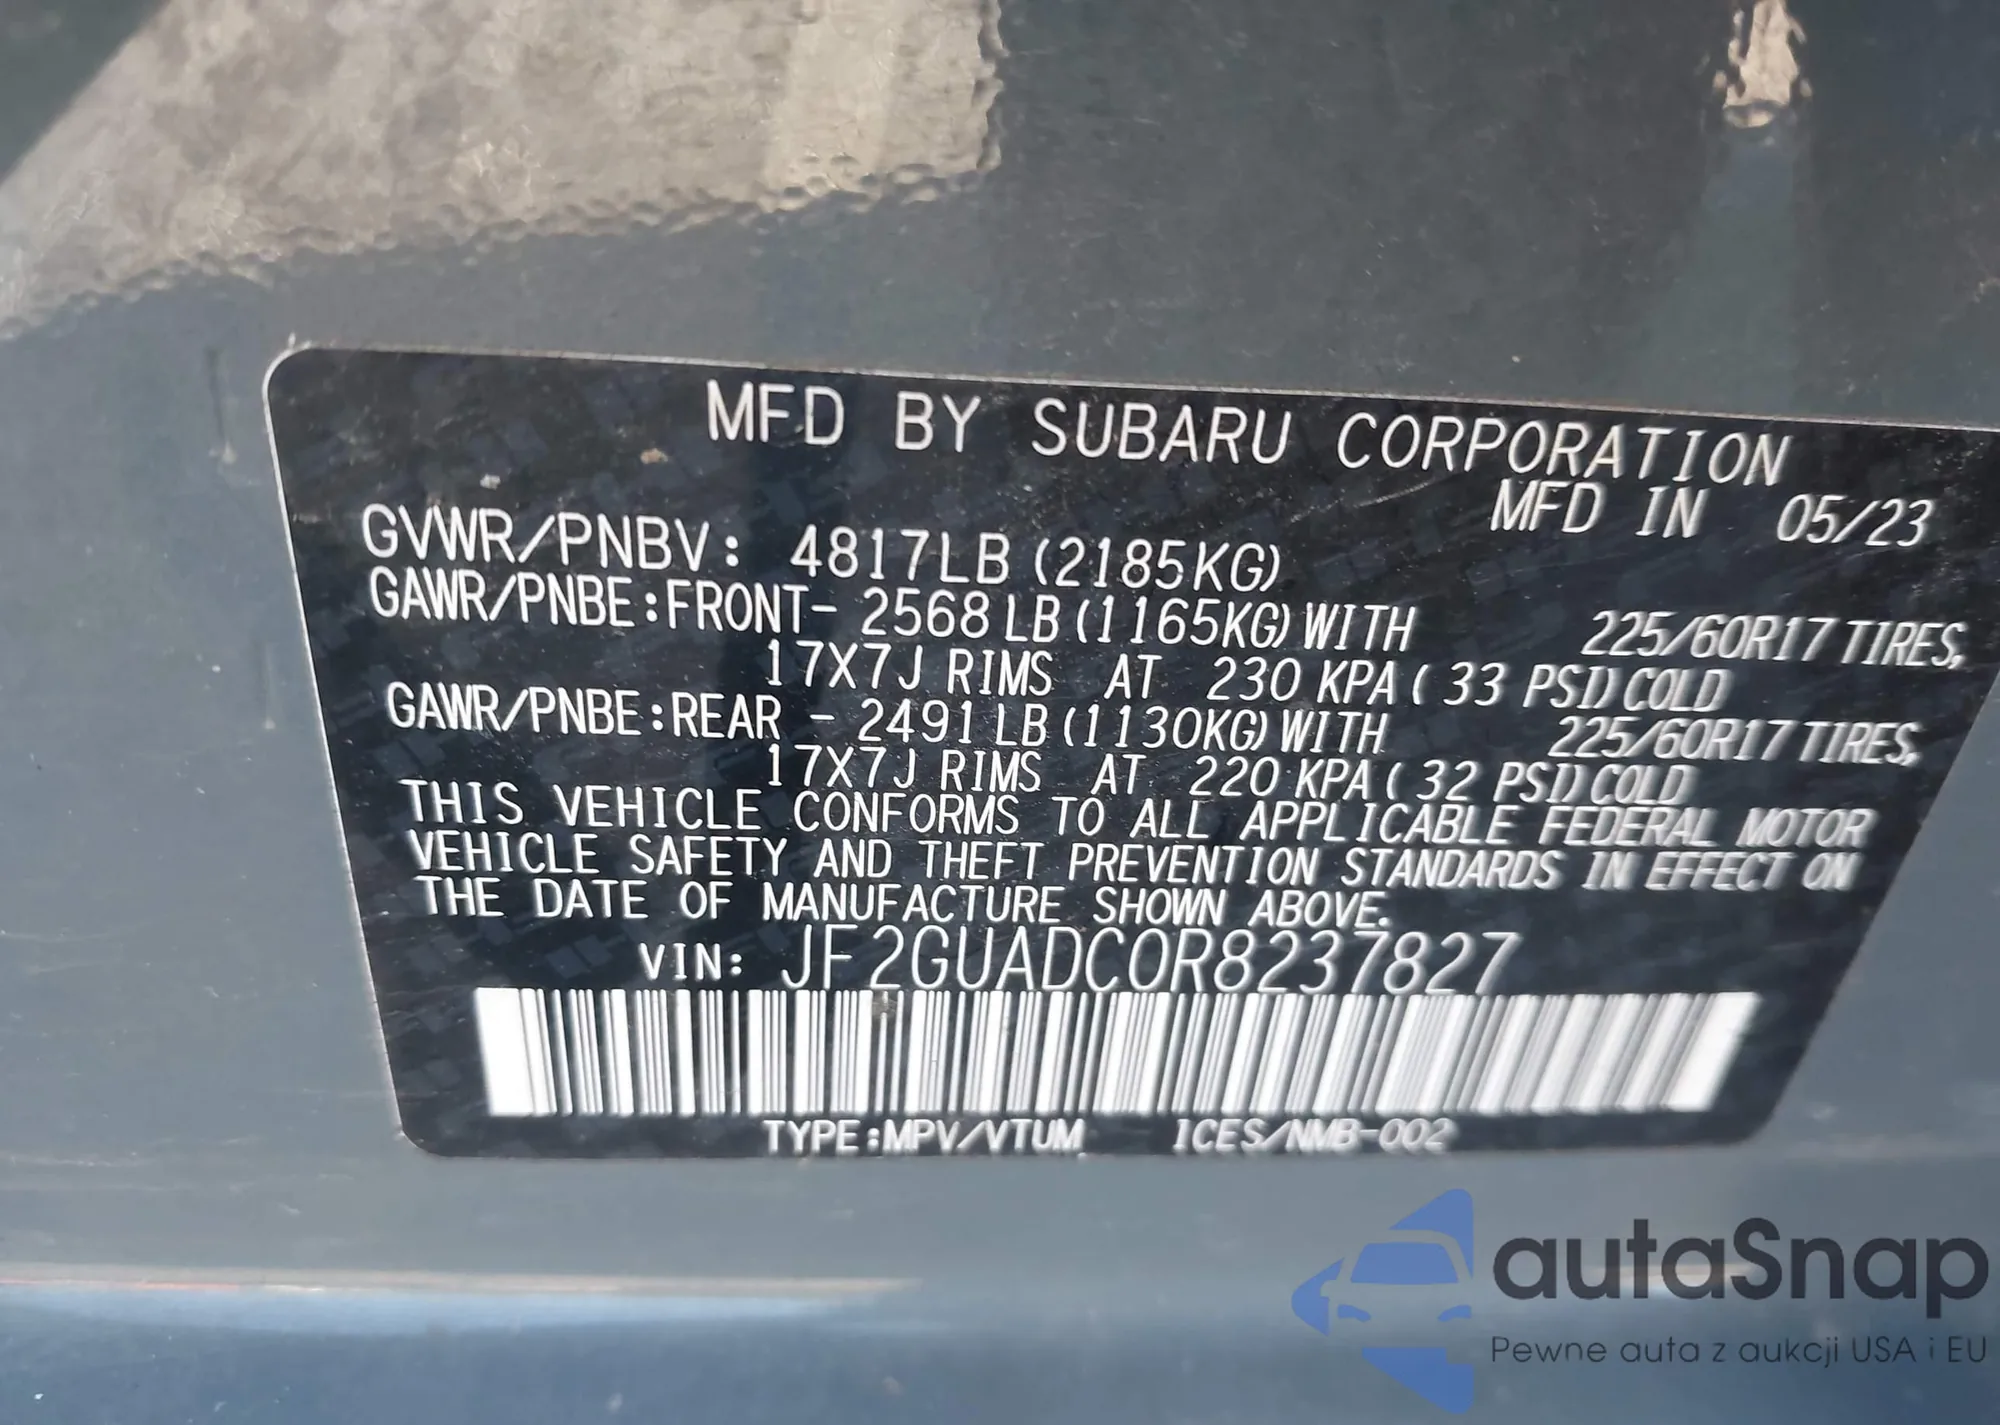 MFD BY SUBARU CORPORATION
MFD IN 05/23
GVWR/PNBV: 4817LB (2185KG)
GAWR/PNBE:FRONT- 2568 LB (1165KG) WITH 225/60R17 TIRES,
17X7J RIMS AT 230 KPA ( 33 PSI) COLD
GAWR/PNBE:REAR - 2491 LB (1130KG) WITH 225/60R17 TIRES,
17X7J RIMS AT 220 KPA ( 32 PSI) COLD
THIS VEHICLE CONFORMS TO ALL APPLICABLE FEDERAL MOTOR
VEHICLE SAFETY AND THEFT PREVENTION STANDARDS IN EFFECT ON
THE DATE OF MANUFACTURE SHOWN ABOVE.
VIN: JF2GUADC0R8237827
TYPE:MPV/VTUM ICES/NMB-002
autaSnap
Pewne auta z aukcji USA i EU